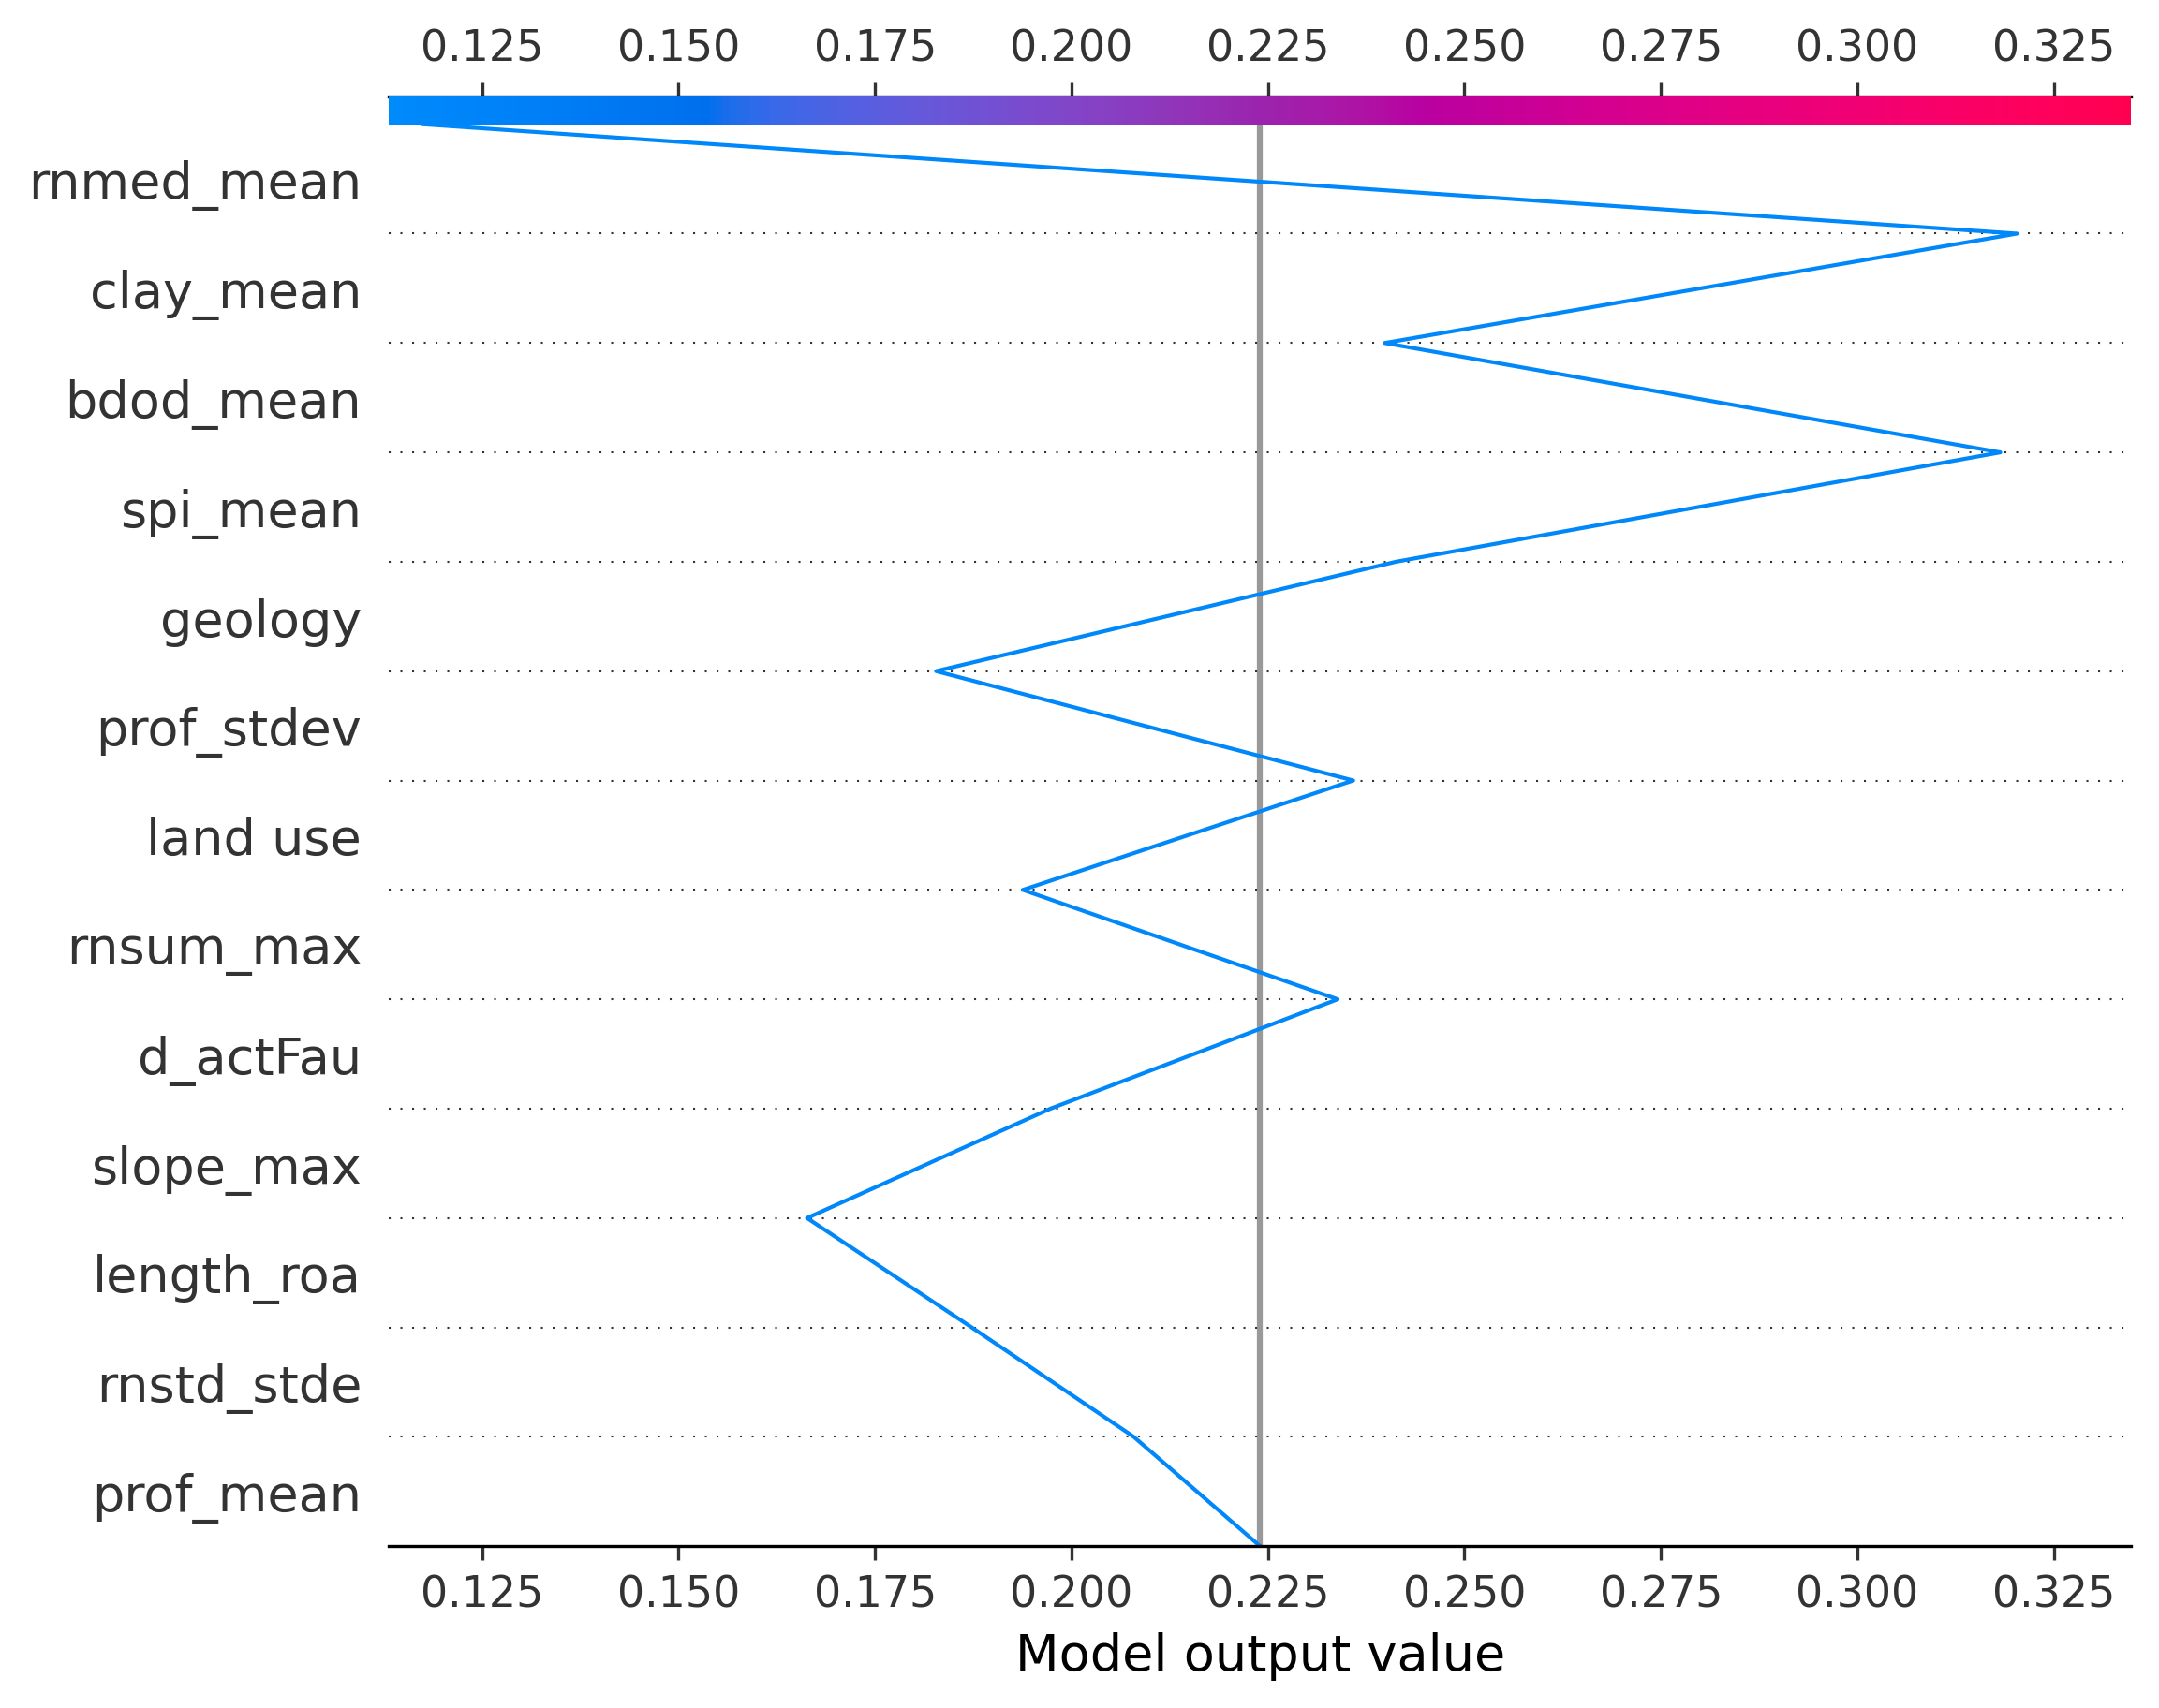 0.125 0.150 0.175 0.200 0.225 0.250 0.275 0.300 0.325
rnmed_mean
clay_mean
bdod_mean
spi_mean
geology
prof_stdev
land use
rnsum_max
d_actFau
slope_max
length_roa
rnstd_stde
prof_mean
0.125 0.150 0.175 0.200 0.225 0.250 0.275 0.300 0.325
Model output value